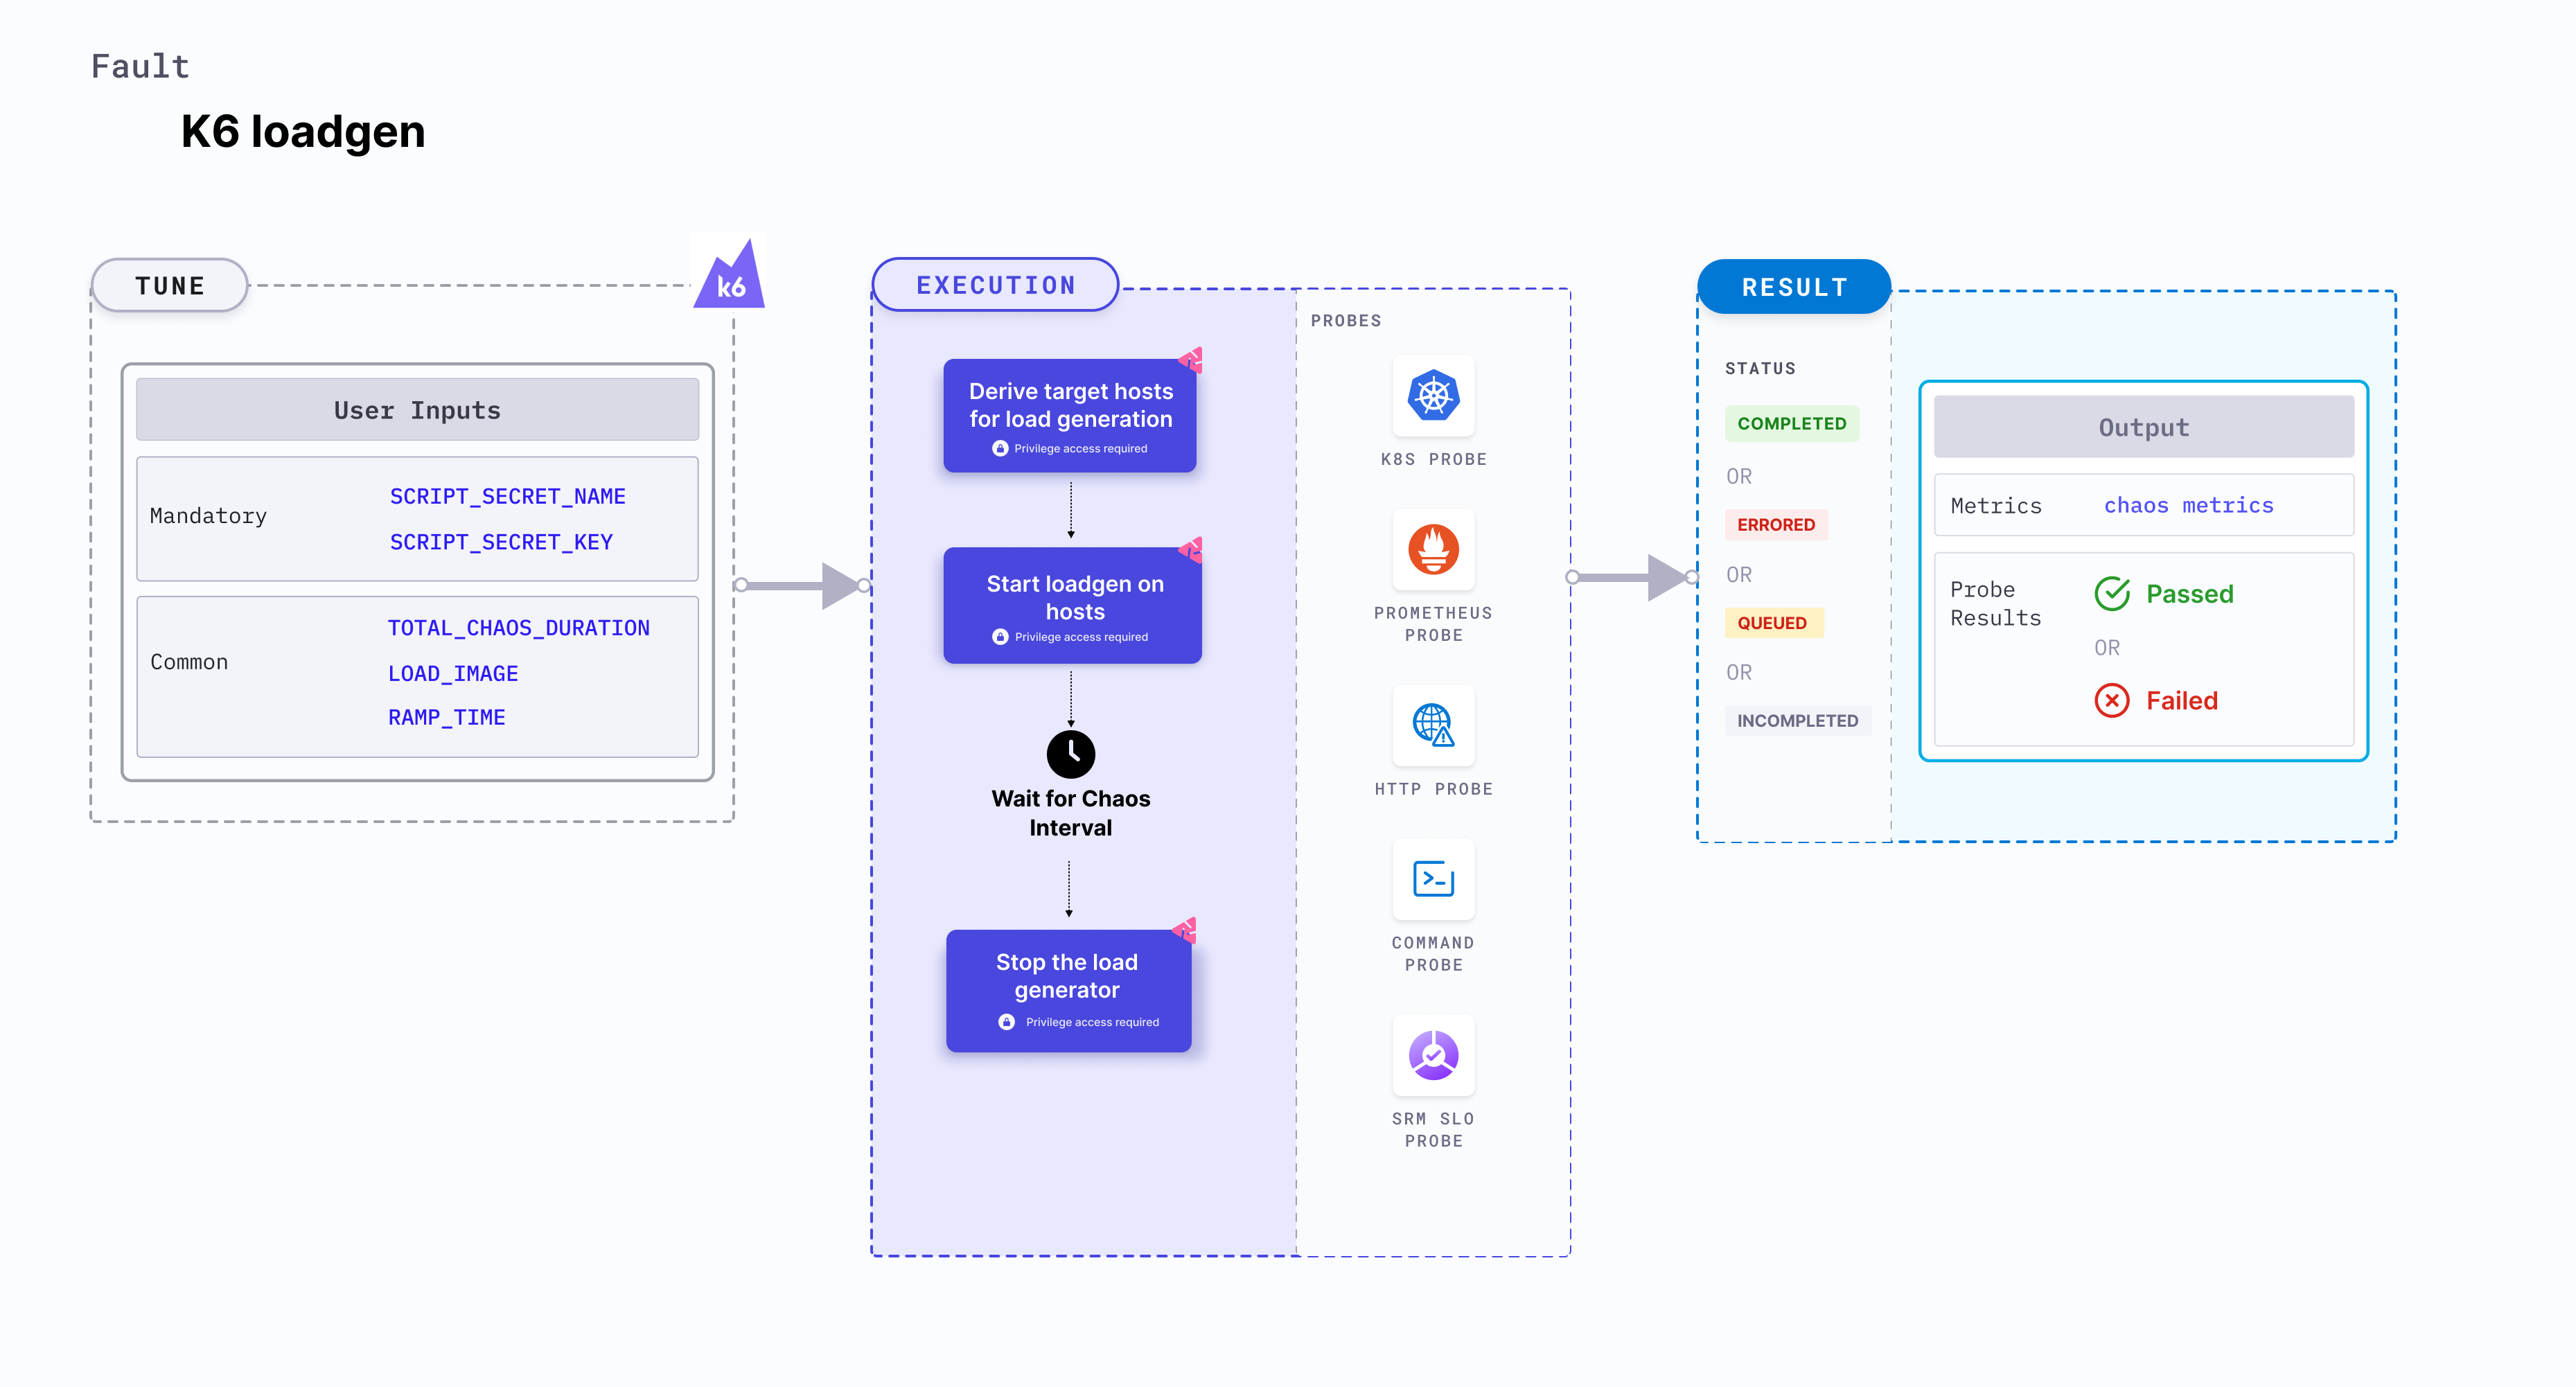 Fault
K6 loadgen
TUNE
k6
User Inputs
Mandatory
SCRIPT_SECRET_NAME
SCRIPT_SECRET_KEY
Common
TOTAL_CHAOS_DURATION
LOAD_IMAGE
RAMP_TIME
EXECUTION
Derive target hosts
for load generation
Privilege access required
Start loadgen on
hosts
Privilege access required
Wait for Chaos
Interval
Stop the load
generator
Privilege access required
PROBES
K8S PROBE
PROMETHEUS
PROBE
HTTP PROBE
COMMAND
PROBE
SRM SLO
PROBE
RESULT
STATUS
COMPLETED
OR
ERRORED
OR
QUEUED
OR
INCOMPLETED
Output
Metrics
chaos metrics
Probe
Results
Passed
OR
Failed